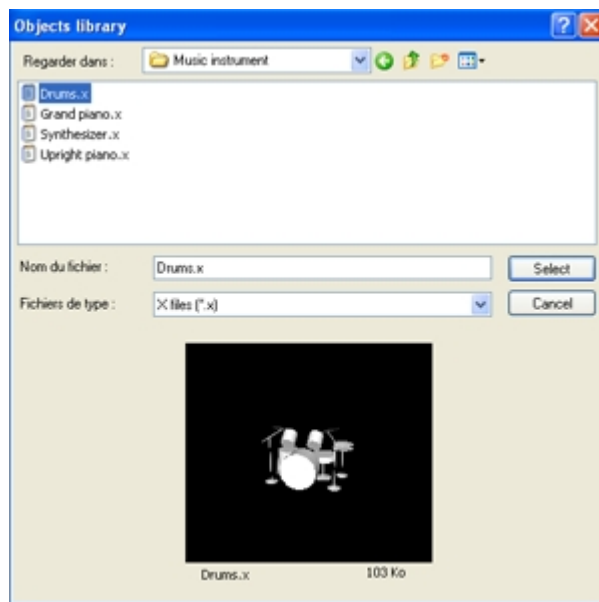 Objects library
Regarder dans :
Music instrument
Drums.x
Grand piano.x
Synthesizer.x
Upright piano.x
Nom du fichier :
Drums.x
Select
Fichiers de type :
X files (*.x)
Cancel
Drums.x
103 Ko